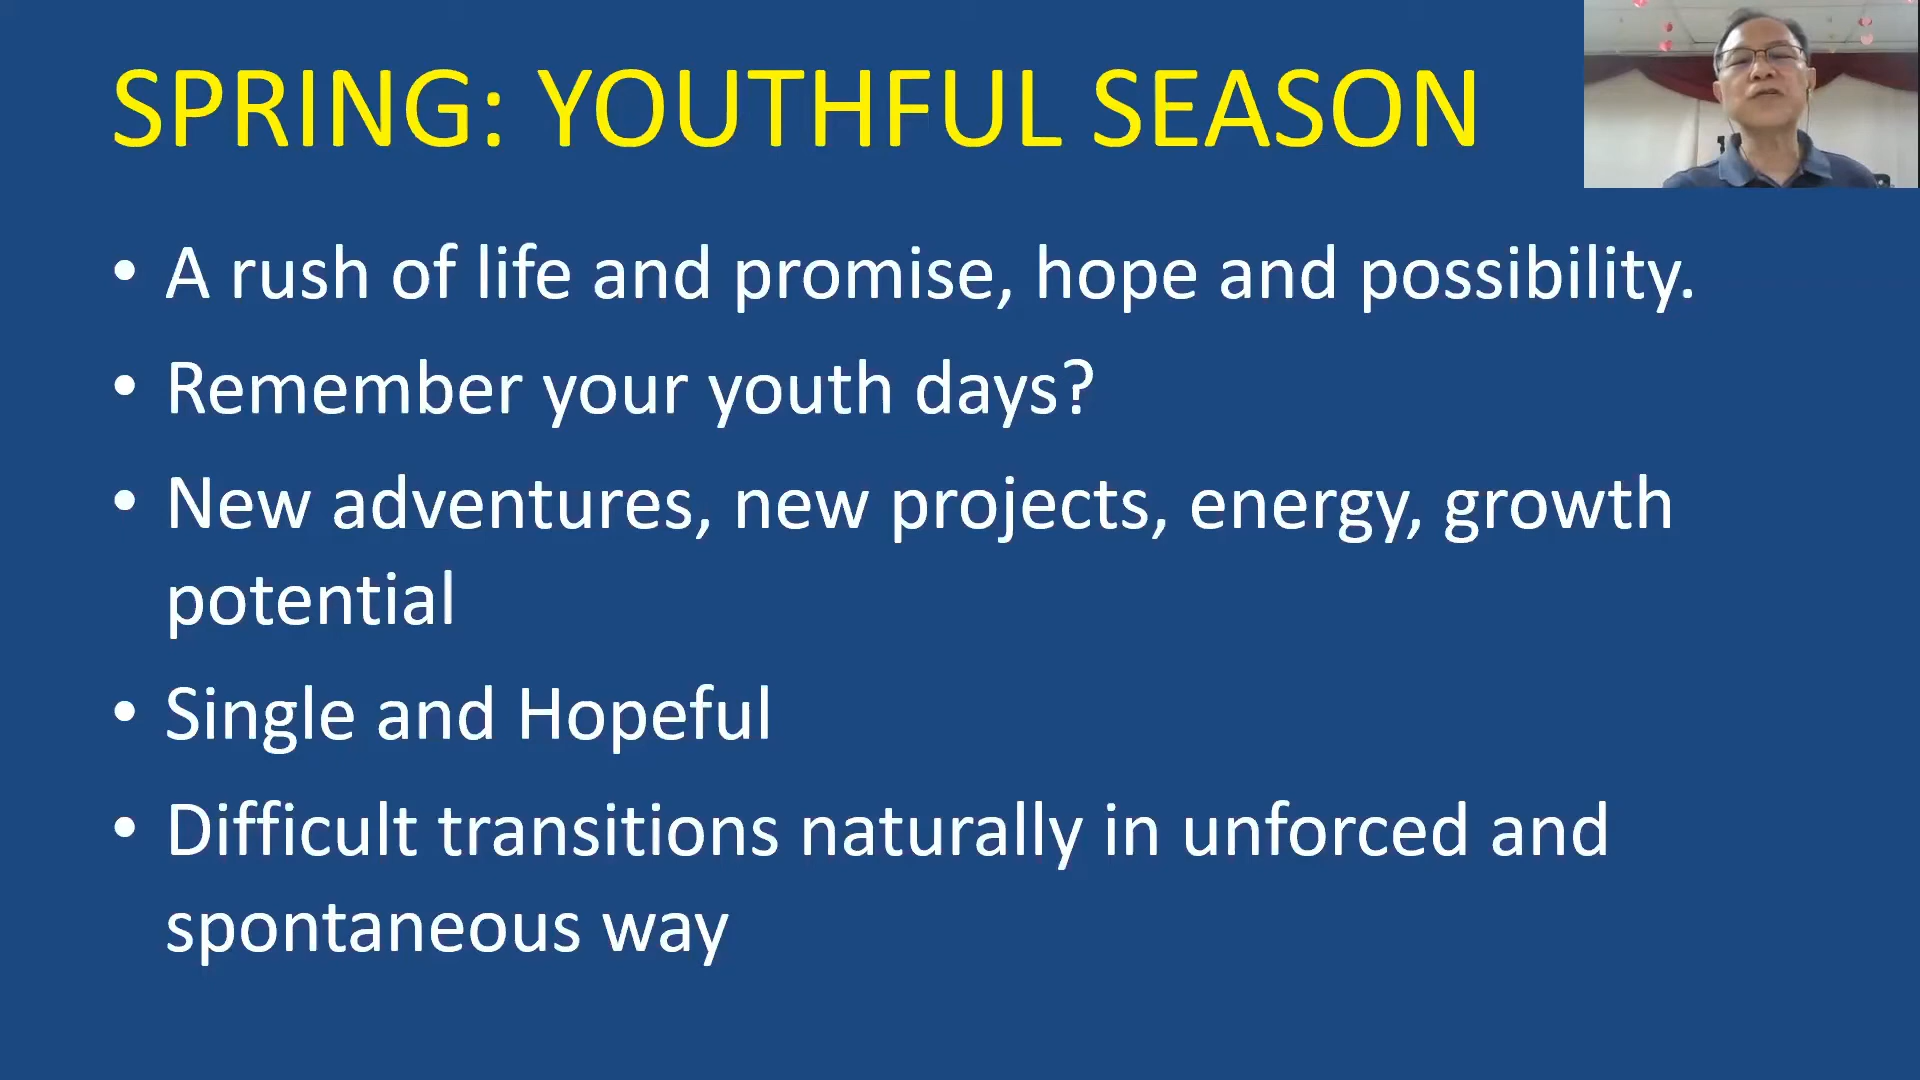 SPRING: YOUTHFUL SEASON
• A rush of life and promise, hope and possibility.
• Remember your youth days?
• New adventures, new projects, energy, growth
potential
• Single and Hopeful
• Difficult transitions naturally in unforced and
spontaneous way